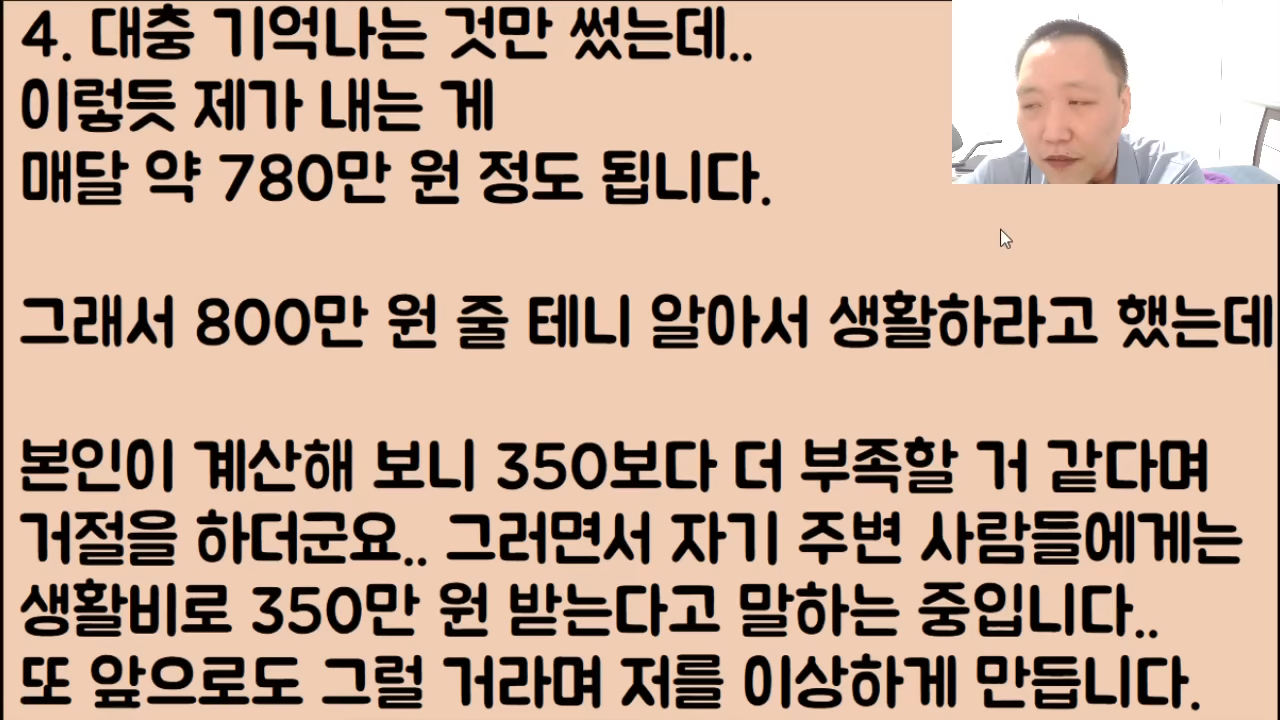 4. 대충 기억나는 것만 썼는데..
이렇듯 제가 내는 게
매달 약 780만 원 정도 됩니다.
그래서 800만 원 줄 테니 알아서 생활하라고 했는데
본인이 계산해 보니 350보다 더 부족할 거 같다며
거절을 하더군요.. 그러면서 자기 주변 사람들에게는
생활비로 350만 원 받는다고 말하는 중입니다..
또 앞으로도 그럴 거라며 저를 이상하게 만듭니다.